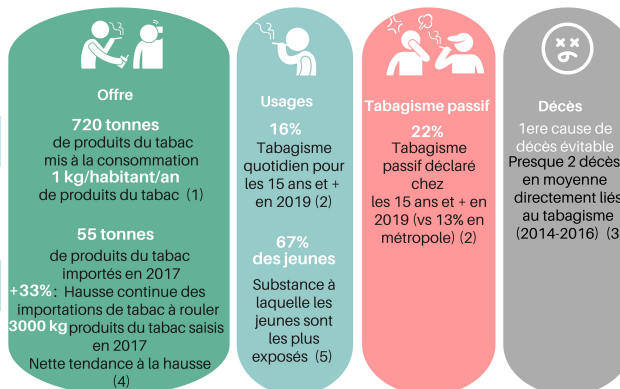 Offre
720 tonnes
de produits du tabac
mis à la consommation
1 kg/habitant/an
de produits du tabac (1)
55 tonnes
de produits du tabac
importés en 2017
+33% : Hausse continue des
importations de tabac à rouler
3000 kg produits du tabac saisis
en 2017
Nette tendance à la hausse
(4)
Usages
16%
Tabagisme
quotidien pour
les 15 ans et +
en 2019 (2)
67%
des jeunes
Substance à
laquelle les
jeunes sont
les plus
exposés (5)
Tabagisme passif
22%
Tabagisme
passif déclaré
chez
les 15 ans et + en
2019 (vs 13% en
métropole) (2)
Décès
1ere cause de
décès évitable
Presque 2 décès
en moyenne
directement liés
au tabagisme
(2014-2016) (3